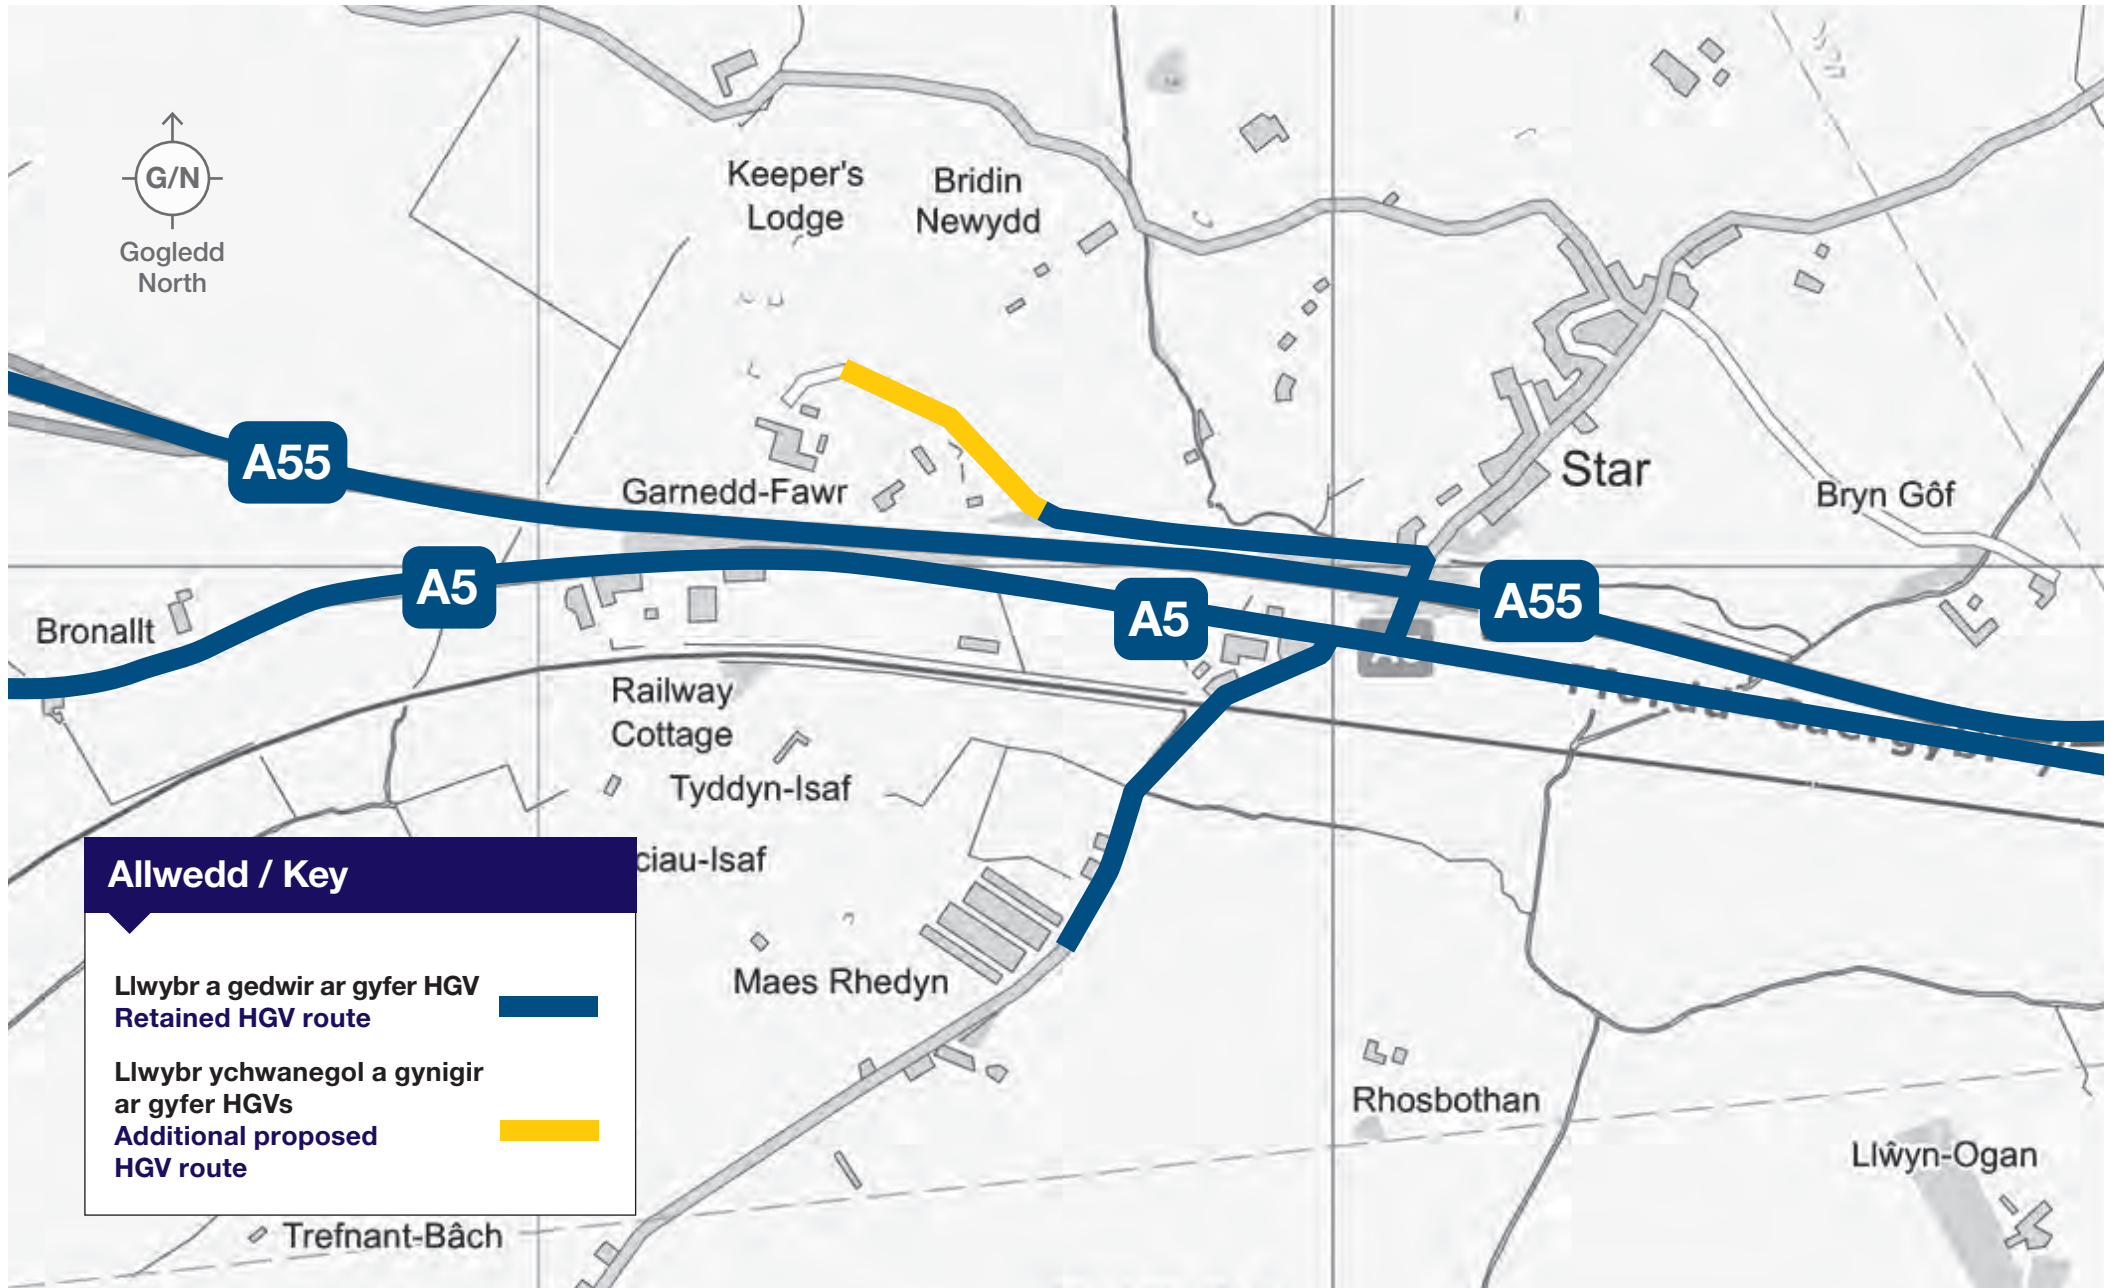 Keeper's
Lodge
Bridin
Newydd
G/N
Gogledd
North
A55
Garnedd-Fawr
Star
Bryn Gôf
A5
A5
A55
Bronallt
Railway
Cottage
Tyddyn-Isaf
ciau-Isaf
Maes Rhedyn
Rhosbothan
Llŵyn-Ogan
Trefnant-Bâch
Allwedd / Key
Llwybr a gedwir ar gyfer HGV
Retained HGV route
Llwybr ychwanegol a gynigir
ar gyfer HGVs
Additional proposed
HGV route